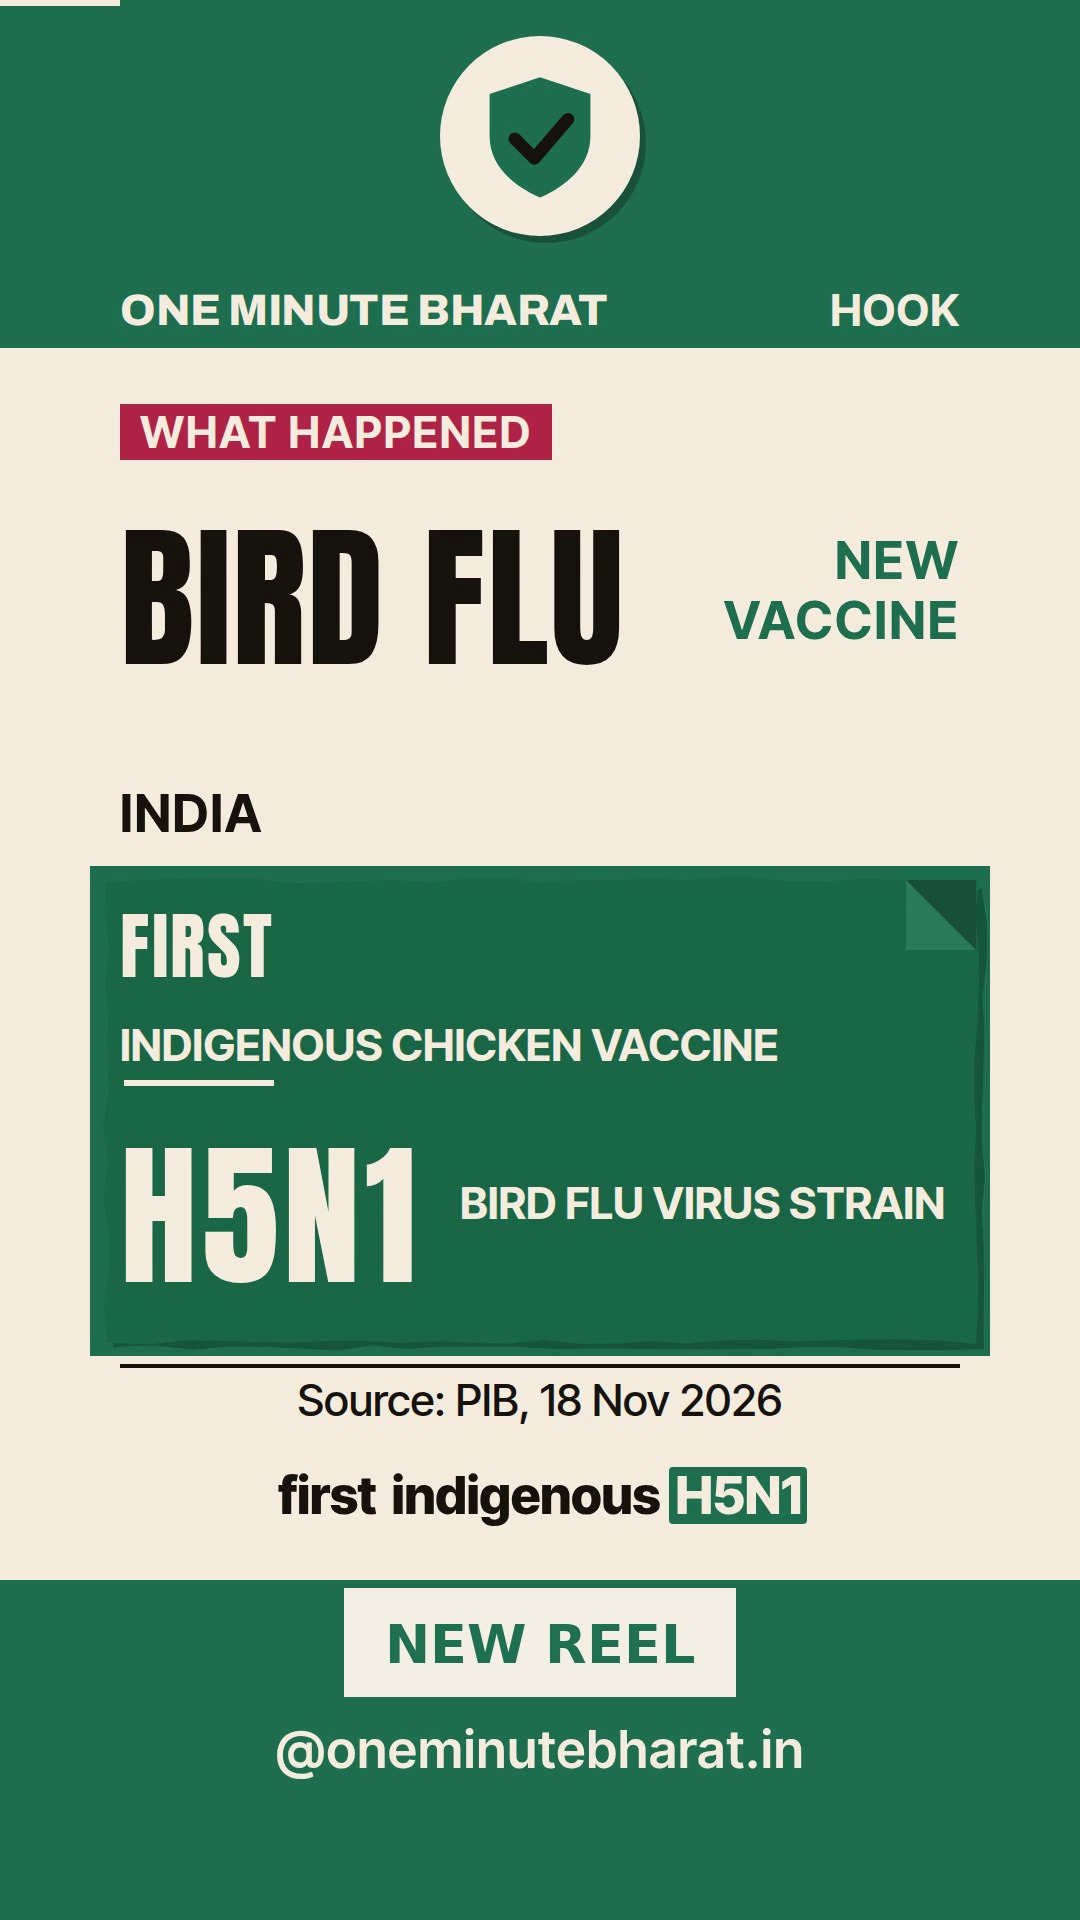 ONE MINUTE BHARAT
HOOK
WHAT HAPPENED
BIRD FLU
NEW
VACCINE
INDIA
FIRST
INDIGENOUS CHICKEN VACCINE
H5N1
BIRD FLU VIRUS STRAIN
Source: PIB, 18 Nov 2026
first indigenous H5N1
NEW REEL
@oneminutebharat.in